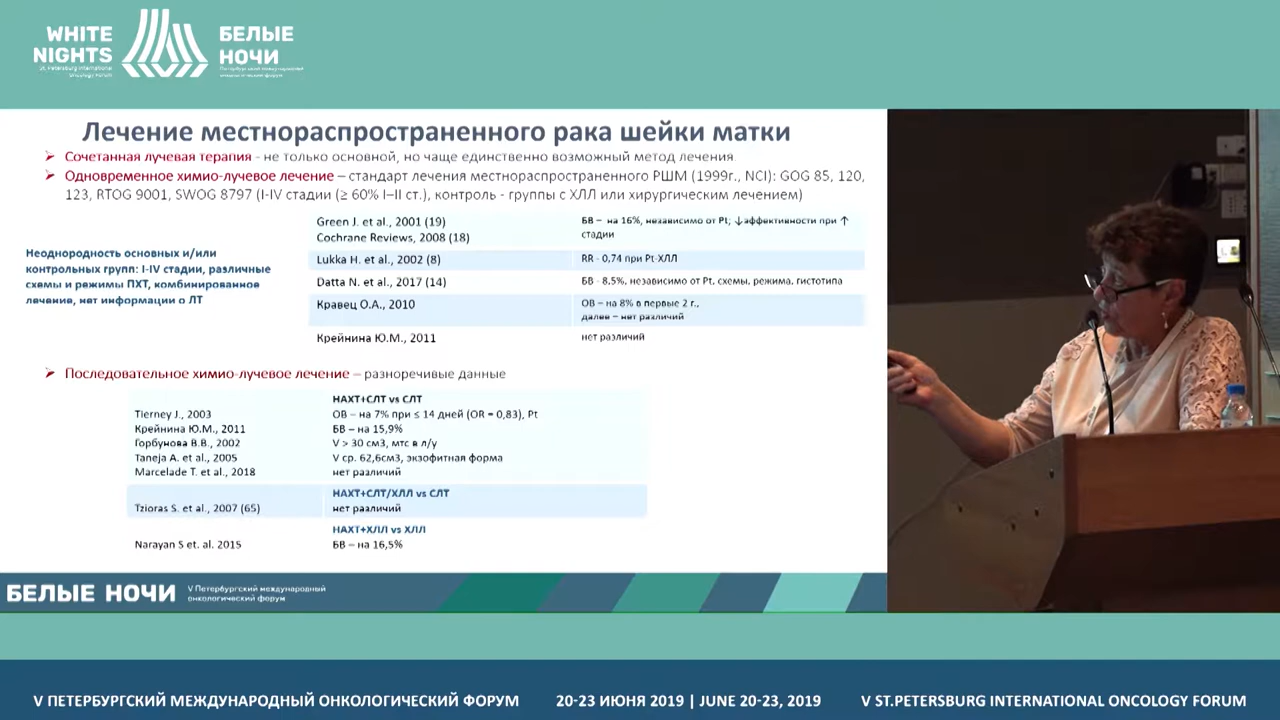 WHITE
NIGHTS
St. Petersburg International
Oncology Forum
БЕЛЫЕ
НОЧИ
Петербургский международный
онкологический форум
Лечение местнораспространенного рака шейки матки
Сочетанная лучевая терапия - не только основной, но чаще единственно возможный метод лечения.
Одновременное химио-лучевое лечение – стандарт лечения местнораспространенного РШМ (1999г., NCI): GOG 85, 120,
123, RTOG 9001, SWOG 8797 (I-IV стадии (≥ 60% I–II ст.), контроль - группы с ХЛЛ или хирургическим лечением)
Неоднородность основных и/или
контрольных групп: I-IV стадии, различные
схемы и режимы ПХТ, комбинированное
лечение, нет информации о ЛТ
Green J. et al., 2001 (19)
Cochrane Reviews, 2008 (18)
БВ – на 16%, независимо от Pt; ↓эффективности при ↑
стадии
Lukka H. et al., 2002 (8)
RR - 0,74 при Pt-ХЛЛ
Datta N. et al., 2017 (14)
БВ - 8,5%, независимо от Pt, схемы, режима, гистотипа
Кравец О.А., 2010
ОВ – на 8% в первые 2 г.,
далее – нет различий
Крейнина Ю.М., 2011
нет различий
Последовательное химио-лучевое лечение – разноречивые данные
НАХТ+СЛТ vs СЛТ
Tierney J., 2003
ОВ – на 7% при ≤ 14 дней (OR = 0,83), Pt
Крейнина Ю.М., 2011
БВ – на 15,9%
Горбунова В.В., 2002
V > 30 см3, мтс в л/у
Taneja A. et al., 2005
V ср. 62,6см3, экзофитная форма
Marcelade T. et al., 2018
нет различий
НАХТ+СЛТ/ХЛЛ vs СЛТ
Tzioras S. et al., 2007 (65)
нет различий
НАХТ+ХЛЛ vs ХЛЛ
Narayan S et. al. 2015
БВ – на 16,5%
БЕЛЫЕ НОЧИ
V Петербургский международный
онкологический форум
V ПЕТЕРБУРГСКИЙ МЕЖДУНАРОДНЫЙ ОНКОЛОГИЧЕСКИЙ ФОРУМ
20-23 ИЮНЯ 2019 | JUNE 20-23, 2019
V ST.PETERSBURG INTERNATIONAL ONCOLOGY FORUM